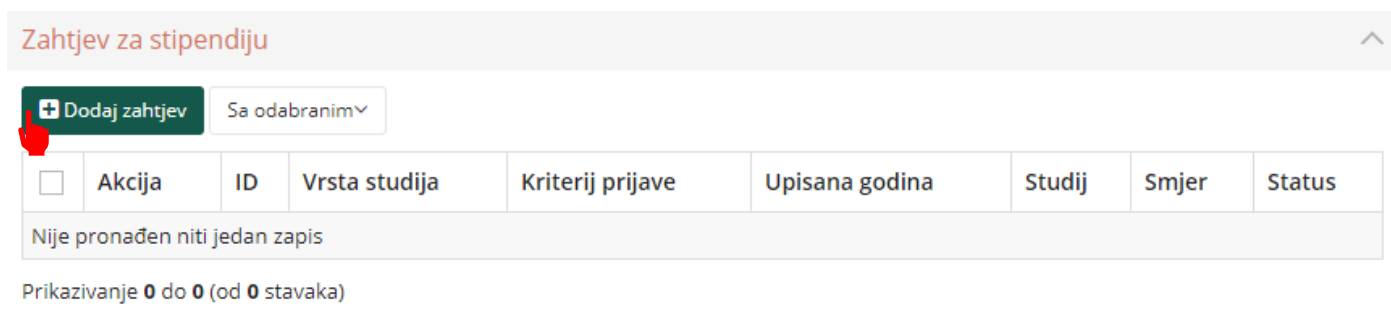 Zahtjev za stipendiju
Dodaj zahtjev Sa odabranim
Akcija ID Vrsta studija Kriterij prijave Upisana godina Studij Smjer Status
Nije pronađen niti jedan zapis
Prikazivanje 0 do 0 (od 0 stavaka)